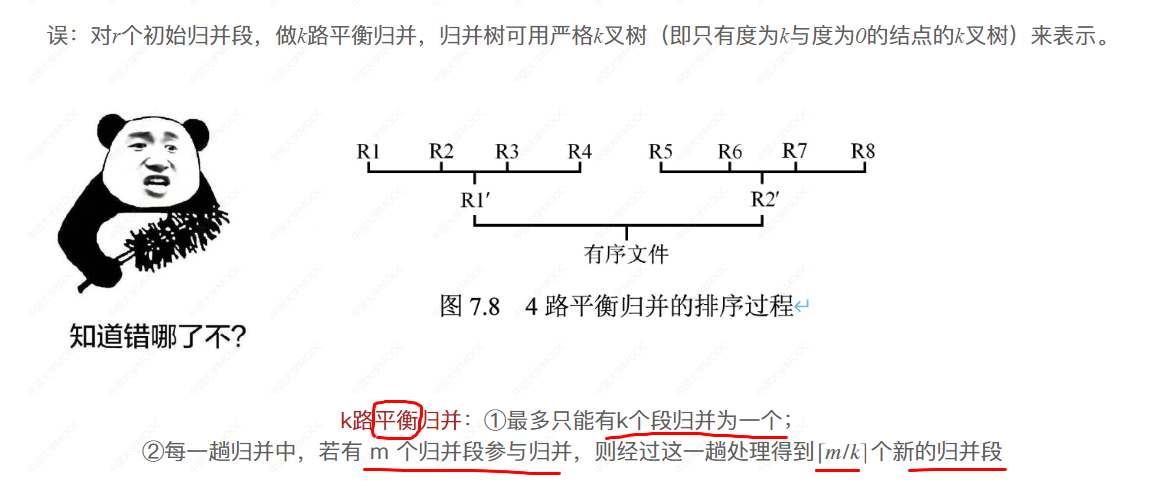 误：对r个初始归并段，做k路平衡归并，归并树可用严格k叉树（即只有度为k与度为0的结点的k叉树）来表示。
R1 R2 R3 R4 R5 R6 R7 R8
R1′ R2′
有序文件
图 7.8 4 路平衡归并的排序过程↵
知道错哪了不？
k路平衡归并：①最多只能有k个段归并为一个；
②每一趟归并中，若有 m 个归并段参与归并，则经过这一趟处理得到⌈m/k⌉个新的归并段